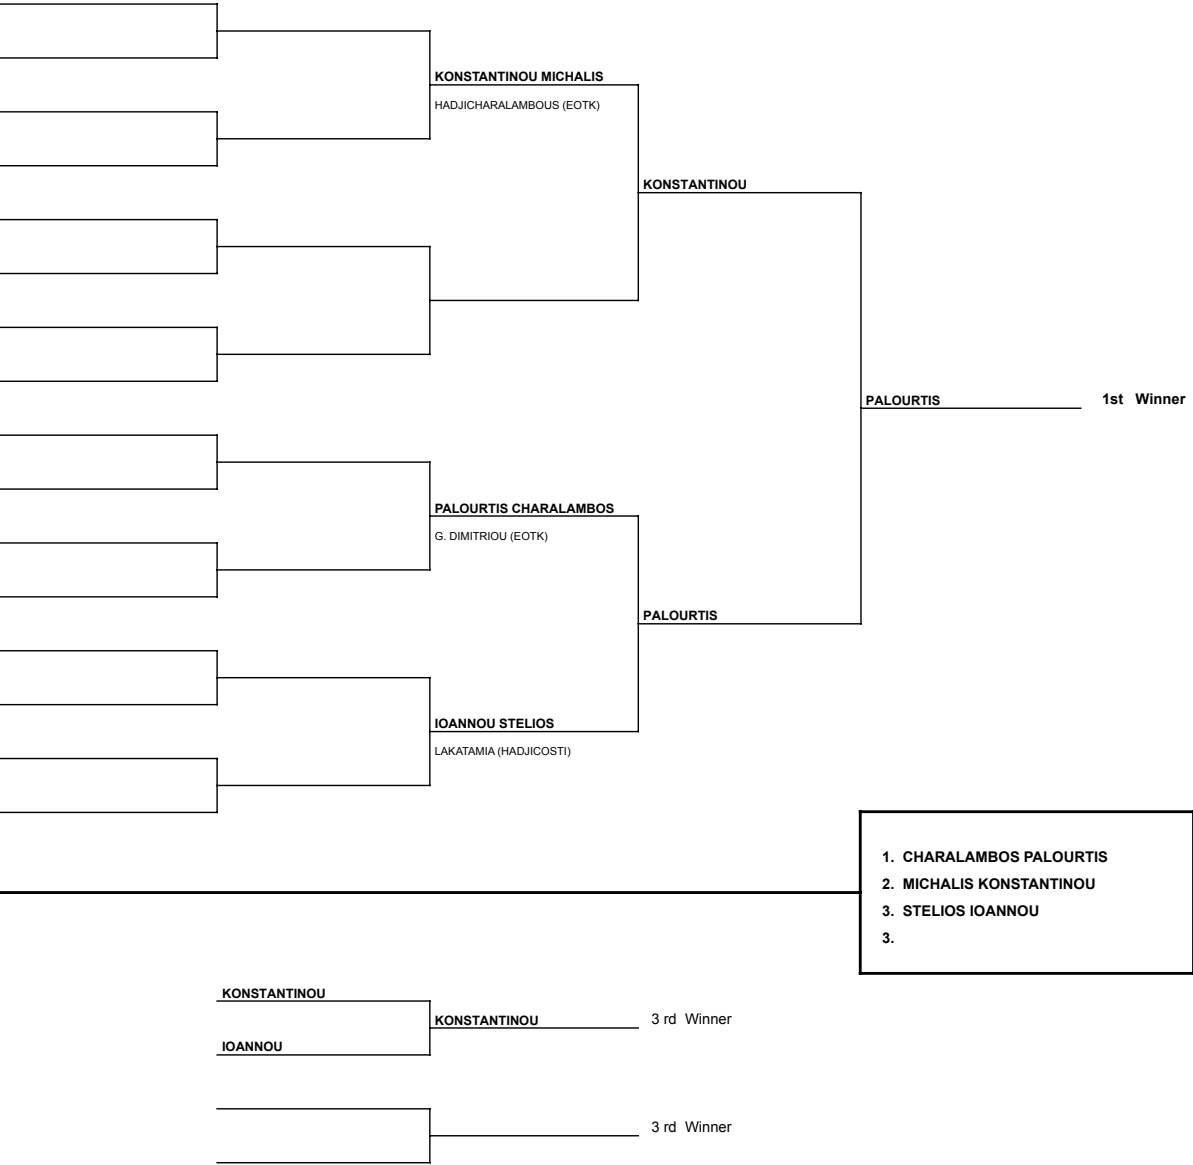 KONSTANTINOU MICHALIS
HADJICHARALAMBOUS (EOTK)
KONSTANTINOU
PALOURTIS
1st Winner
PALOURTIS CHARALAMBOS
G. DIMITRIOU (EOTK)
PALOURTIS
IOANNOU STELIOS
LAKATAMIA (HADJICOSTI)
1. CHARALAMBOS PALOURTIS
2. MICHALIS KONSTANTINOU
3. STELIOS IOANNOU
3.
KONSTANTINOU
KONSTANTINOU
3 rd Winner
IOANNOU
3 rd Winner